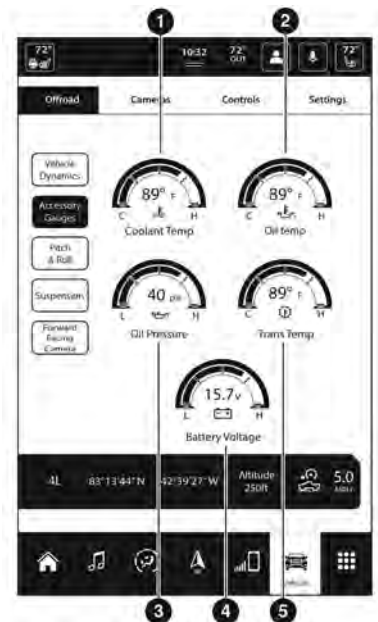 1 2
72° 10:32 72° 72°
OUT
Offroad Cameras Controls Settings
Vehicle
Dynamics
Accessory
Gauges
Pitch
& Roll
Suspension
Forward
Facing
Camera
89° F
C H
Coolant Temp
89° F
C H
Oil temp
40 psi
L H
Oil Pressure
89° F
C H
Trans Temp
15.7v
L H
Battery Voltage
4L 83°13'44"N 42°39'27"W Altitude
250ft
5.0
3 4 5